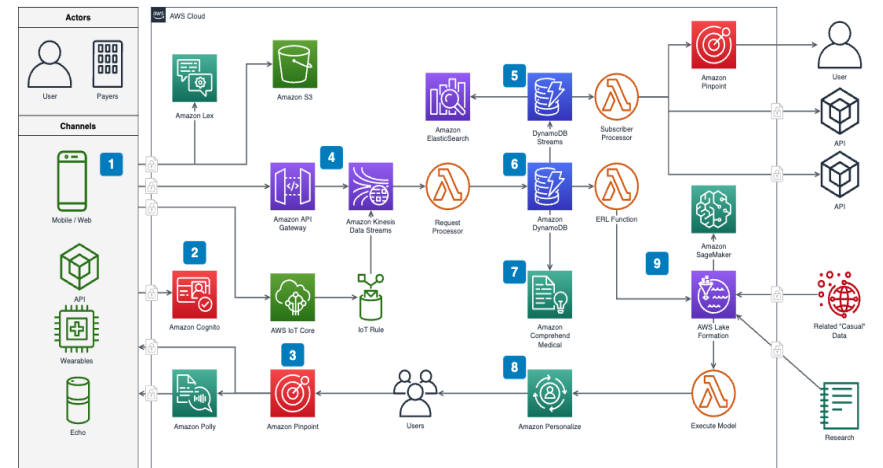 Actors
aws
AWS Cloud
User
Payers
Channels
1
Mobile / Web
API
Wearables
Echo
Amazon Lex
Amazon S3
2
Amazon Cognito
Amazon Polly
4
Amazon API
Gateway
Amazon Kinesis
Data Streams
AWS IoT Core
IoT Rule
3
Amazon Pinpoint
Users
Request
Processor
Amazon
ElasticSearch
5
DynamoDB
Streams
Subscriber
Processor
6
Amazon
DynamoDB
ERL Function
7
Amazon
Comprehend
Medical
8
Amazon Personalize
Amazon
Pinpoint
9
Amazon
SageMaker
AWS Lake
Formation
Execute Model
User
API
API
Related "Casual"
Data
Research